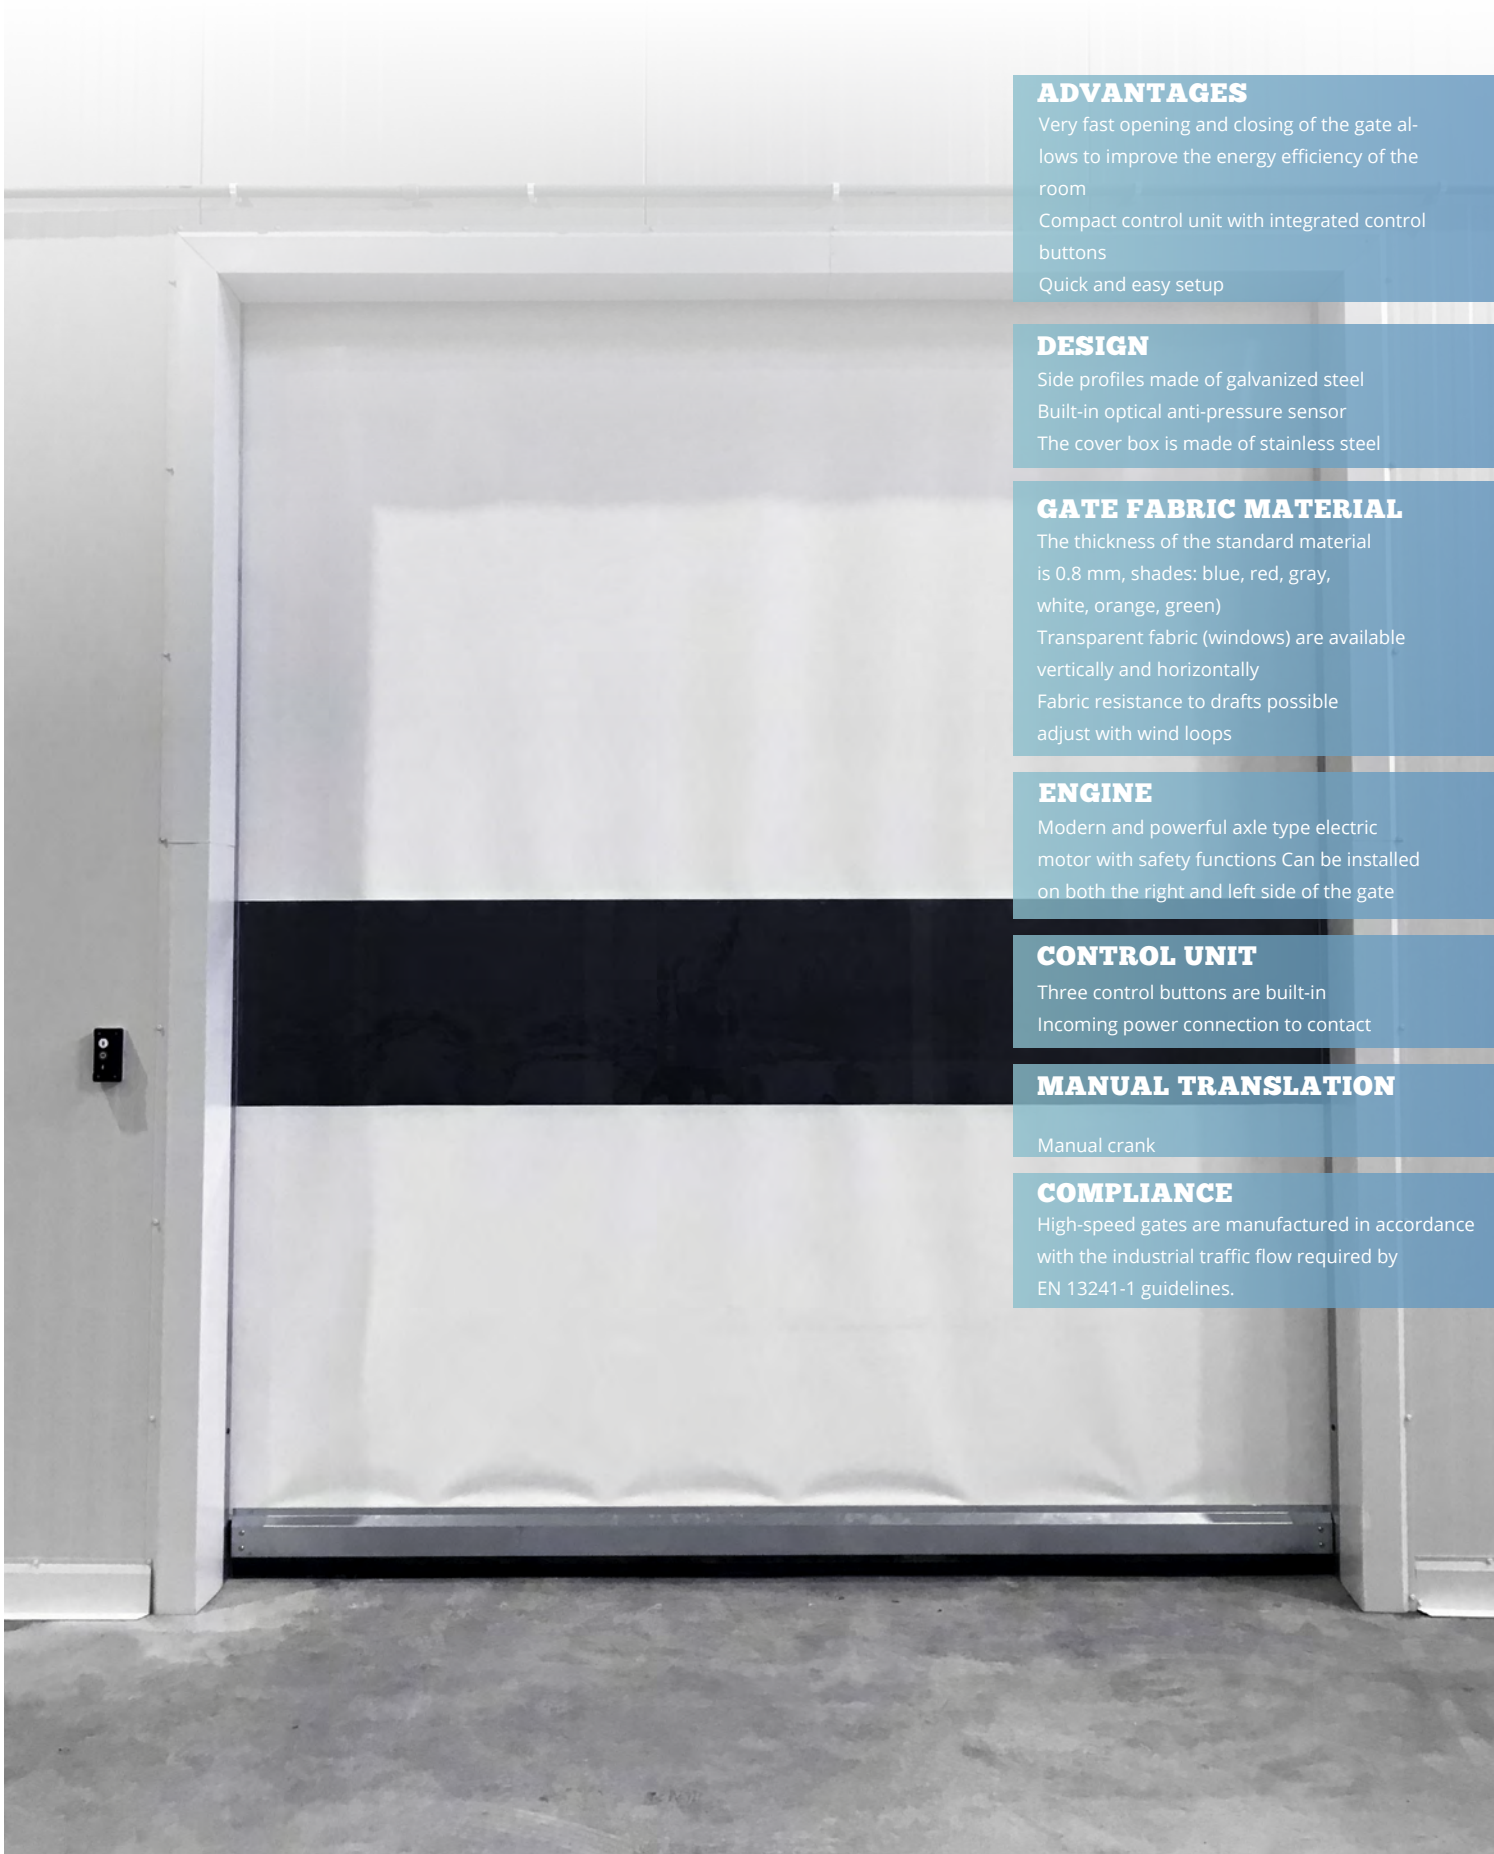 ADVANTAGES
Very fast opening and closing of the gate al-
lows to improve the energy efficiency of the
room
Compact control unit with integrated control
buttons
Quick and easy setup
DESIGN
Side profiles made of galvanized steel
Built-in optical anti-pressure sensor
The cover box is made of stainless steel
GATE FABRIC MATERIAL
The thickness of the standard material
is 0.8 mm, shades: blue, red, gray,
white, orange, green)
Transparent fabric (windows) are available
vertically and horizontally
Fabric resistance to drafts possible
adjust with wind loops
ENGINE
Modern and powerful axle type electric
motor with safety functions Can be installed
on both the right and left side of the gate
CONTROL UNIT
Three control buttons are built-in
Incoming power connection to contact
MANUAL TRANSLATION
Manual crank
COMPLIANCE
High-speed gates are manufactured in accordance
with the industrial traffic flow required by
EN 13241-1 guidelines.